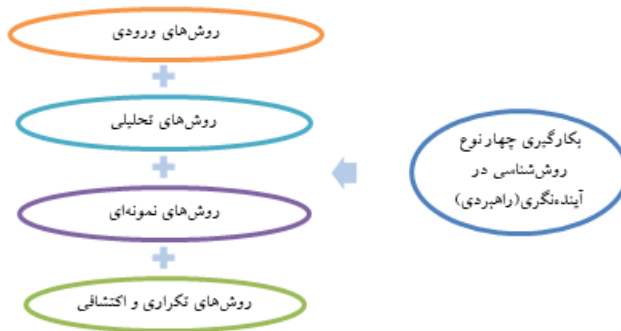 روش‌های ورودی
روش‌های تحلیلی
روش‌های نمونه‌ای
روش‌های تکراری و اکتشافی
بکارگیری چهار نوع
روش‌شناسی در
آینده‌نگری(راهبردی)